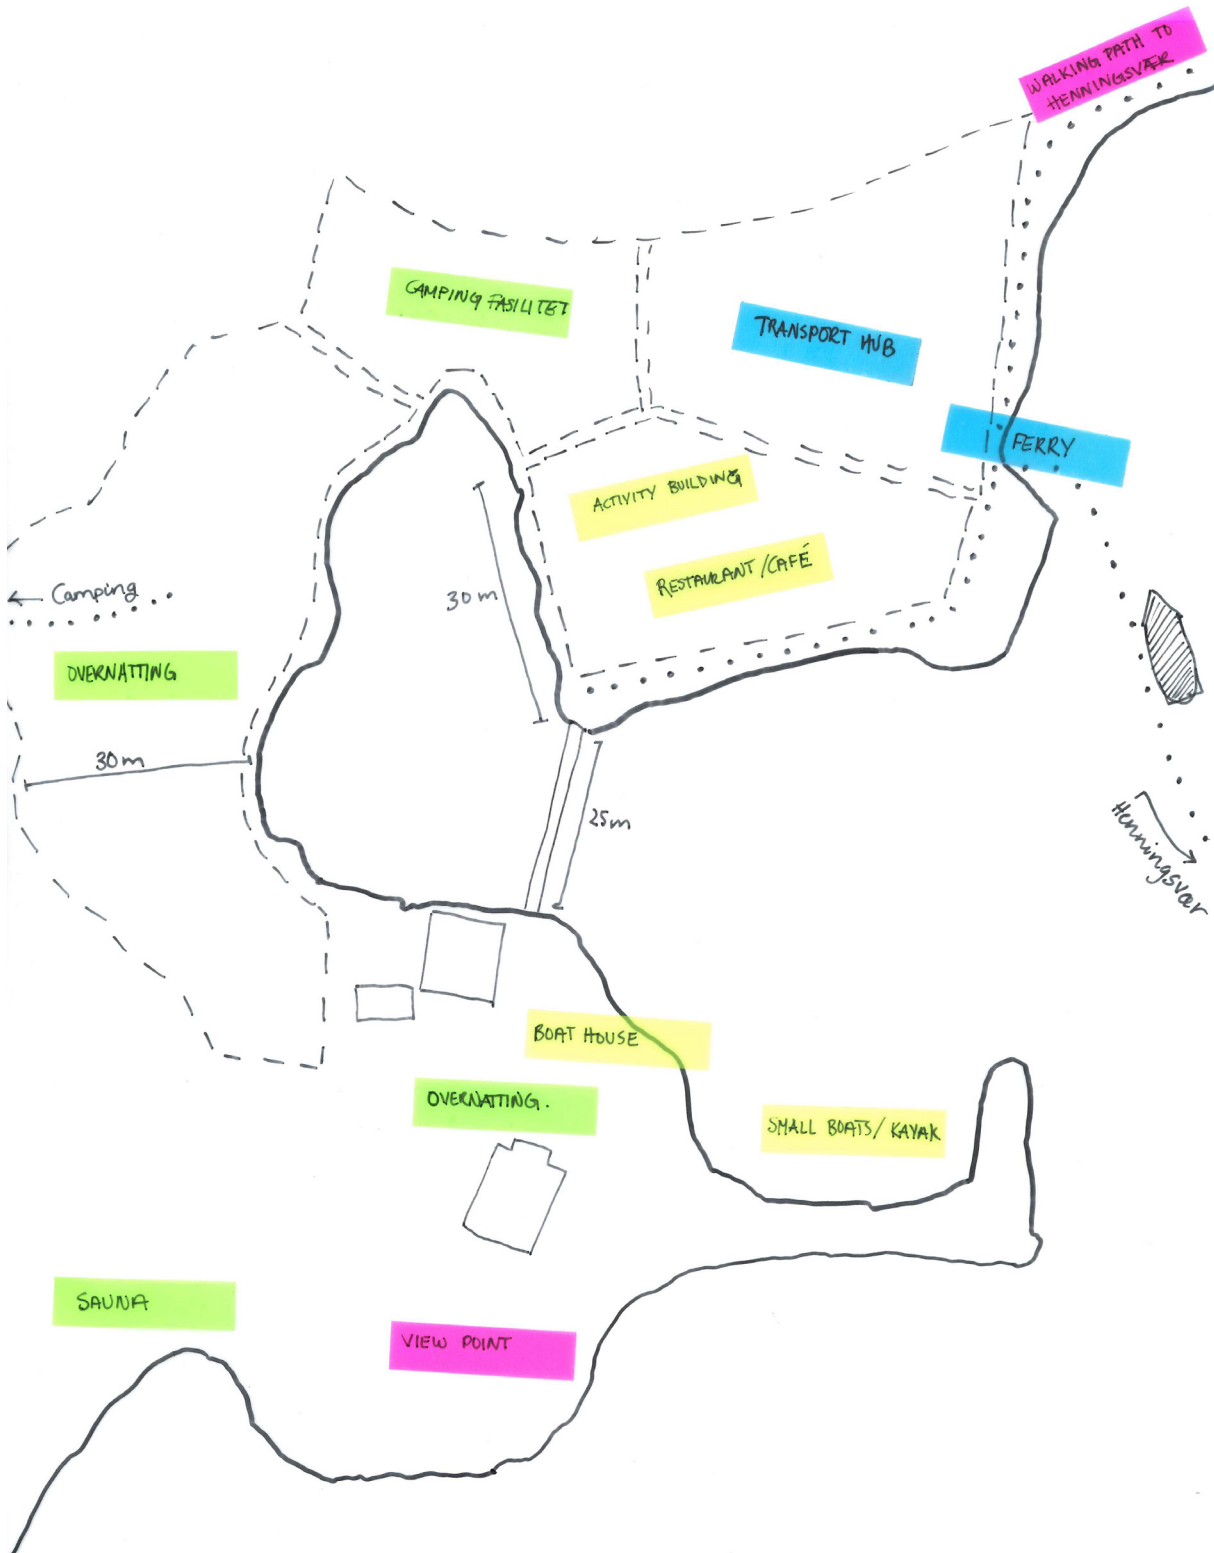 WALKING PATH TO
HENNINGSVÆR
CAMPING FASILITET
TRANSPORT HUB
FERRY
ACTIVITY BUILDING
RESTAURANT/CAFÉ
← Camping
30m
OVERNATTING
30m
25m
Henningsvær
BOAT HOUSE
OVERNATTING.
SMALL BOATS/KAYAK
SAUNA
VIEW POINT